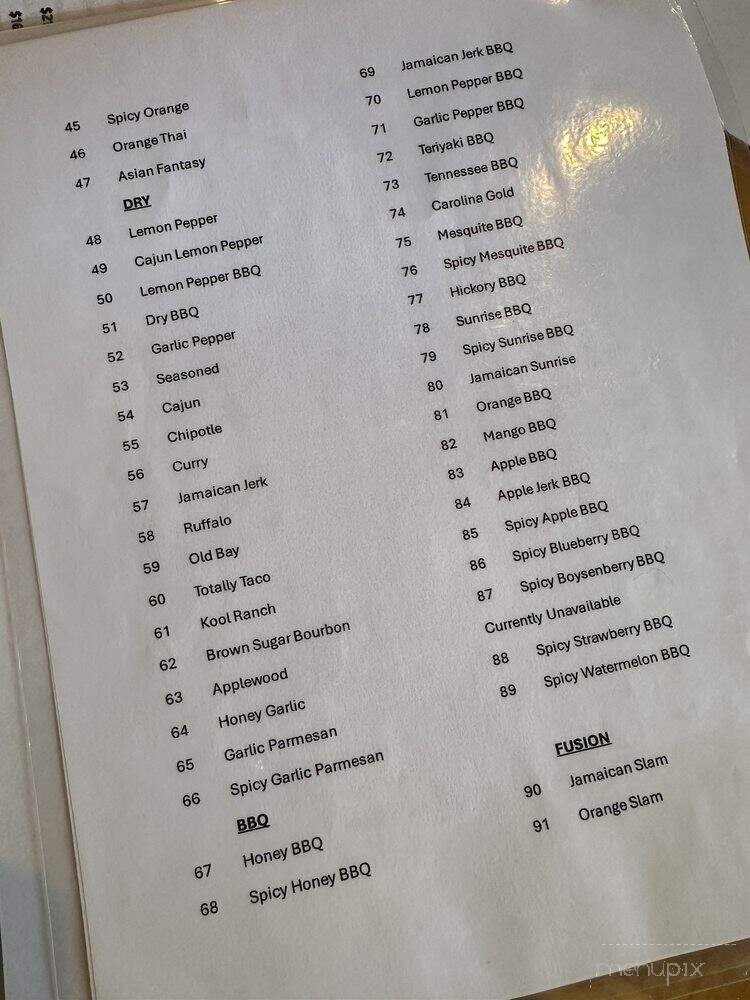 $16
$21
45 Spicy Orange
46 Orange Thai
47 Asian Fantasy
DRY
48 Lemon Pepper
49 Cajun Lemon Pepper
50 Lemon Pepper BBQ
51 Dry BBQ
52 Garlic Pepper
53 Seasoned
54 Cajun
55 Chipotle
56 Curry
57 Jamaican Jerk
58 Ruffalo
59 Old Bay
60 Totally Taco
61 Kool Ranch
62 Brown Sugar Bourbon
63 Applewood
64 Honey Garlic
65 Garlic Parmesan
66 Spicy Garlic Parmesan
BBQ
67 Honey BBQ
68 Spicy Honey BBQ
69 Jamaican Jerk BBQ
70 Lemon Pepper BBQ
71 Garlic Pepper BBQ
72 Teriyaki BBQ
73 Tennessee BBQ
74 Carolina Gold
75 Mesquite BBQ
76 Spicy Mesquite BBQ
77 Hickory BBQ
78 Sunrise BBQ
79 Spicy Sunrise BBQ
80 Jamaican Sunrise
81 Orange BBQ
82 Mango BBQ
83 Apple BBQ
84 Apple Jerk BBQ
85 Spicy Apple BBQ
86 Spicy Blueberry BBQ
87 Spicy Boysenberry BBQ
Currently Unavailable
88 Spicy Strawberry BBQ
89 Spicy Watermelon BBQ
FUSION
90 Jamaican Slam
91 Orange Slam
menupix